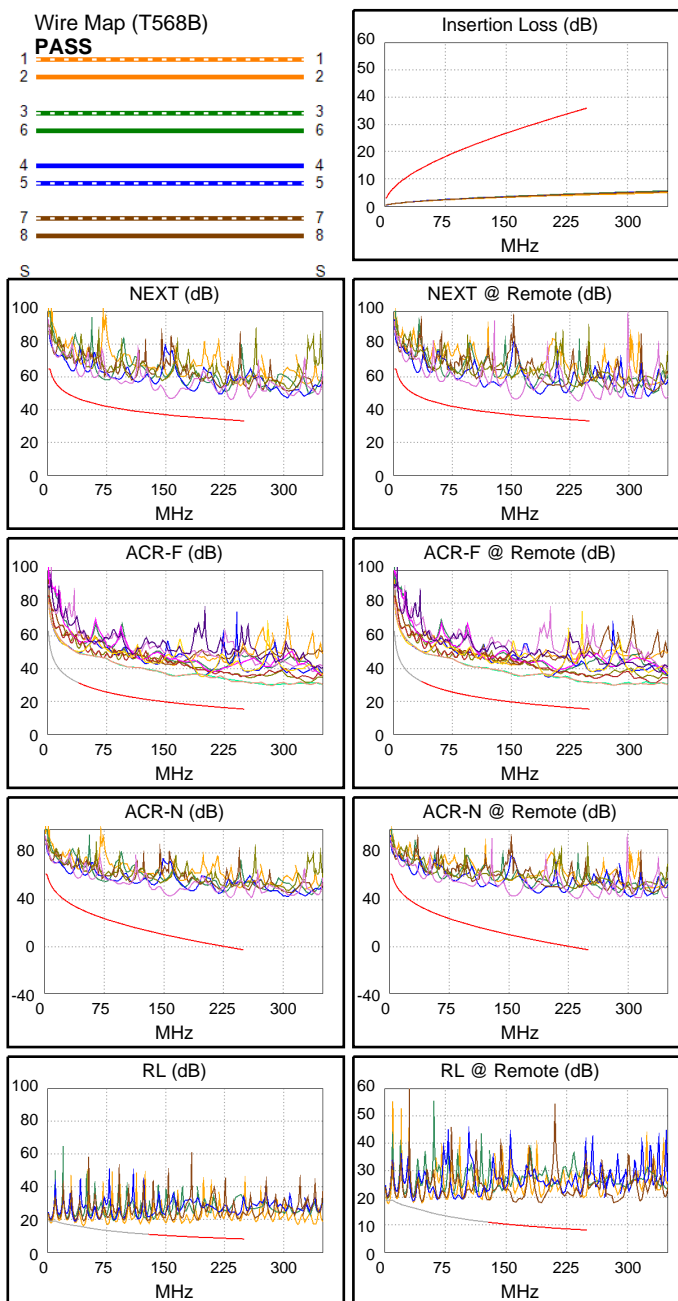 Wire Map (T568B)
PASS
1 1
2 2
3 3
6 6
4 4
5 5
7 7
8 8
S S
Insertion Loss (dB)
60
50
40
30
20
10
0
0 75 150 225 300
MHz
NEXT (dB)
100
80
60
40
20
0
0 75 150 225 300
MHz
NEXT @ Remote (dB)
100
80
60
40
20
0
0 75 150 225 300
MHz
ACR-F (dB)
100
80
60
40
20
0
0 75 150 225 300
MHz
ACR-F @ Remote (dB)
100
80
60
40
20
0
0 75 150 225 300
MHz
ACR-N (dB)
80
40
0
-40
0 75 150 225 300
MHz
ACR-N @ Remote (dB)
80
40
0
-40
0 75 150 225 300
MHz
RL (dB)
100
80
60
40
20
0
0 75 150 225 300
MHz
RL @ Remote (dB)
60
50
40
30
20
10
0
0 75 150 225 300
MHz